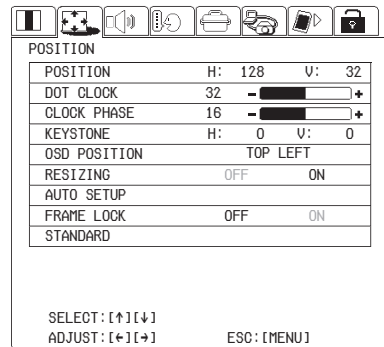 POSITION
POSITION H: 128 V: 32
DOT CLOCK 32 - +
CLOCK PHASE 16 - +
KEYSTONE H: 0 V: 0
OSD POSITION TOP LEFT
RESIZING OFF ON
AUTO SETUP
FRAME LOCK OFF ON
STANDARD
SELECT:[↑][↓]
ADJUST:[←][→] ESC:[MENU]